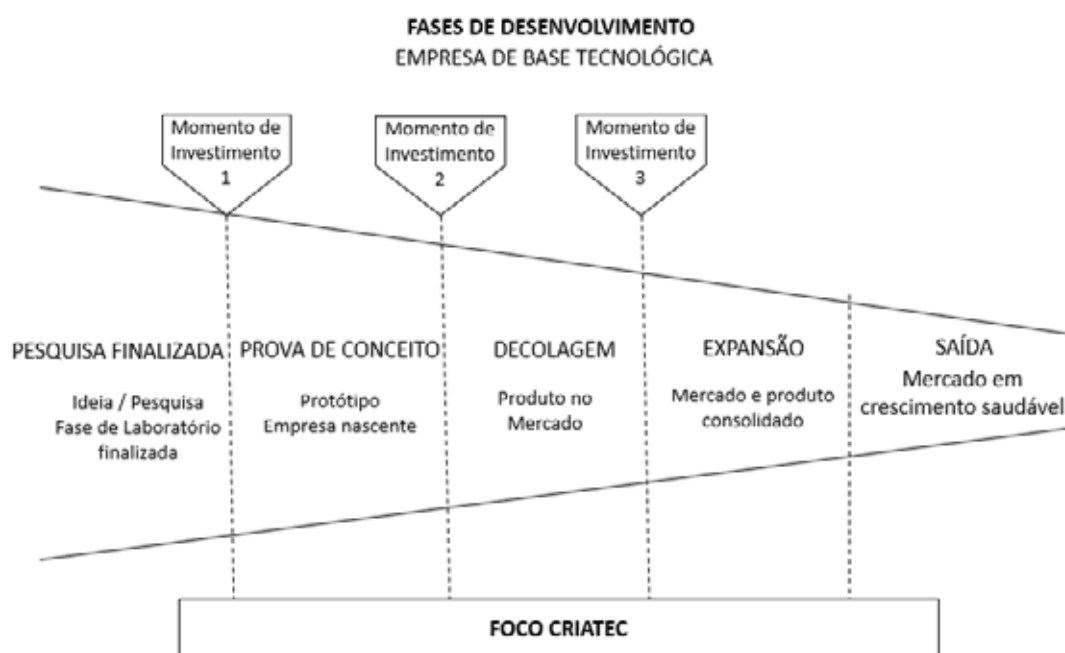 FASES DE DESENVOLVIMENTO
EMPRESA DE BASE TECNOLÓGICA
Momento de
Investimento
1
Momento de
Investimento
2
Momento de
Investimento
3
PESQUISA FINALIZADA
Ideia / Pesquisa
Fase de Laboratório
finalizada
PROVA DE CONCEITO
Protótipo
Empresa nascente
DECOLAGEM
Produto no
Mercado
EXPANSÃO
Mercado e produto
consolidado
SAÍDA
Mercado em
crescimento saudável
FOCO CRIATEC